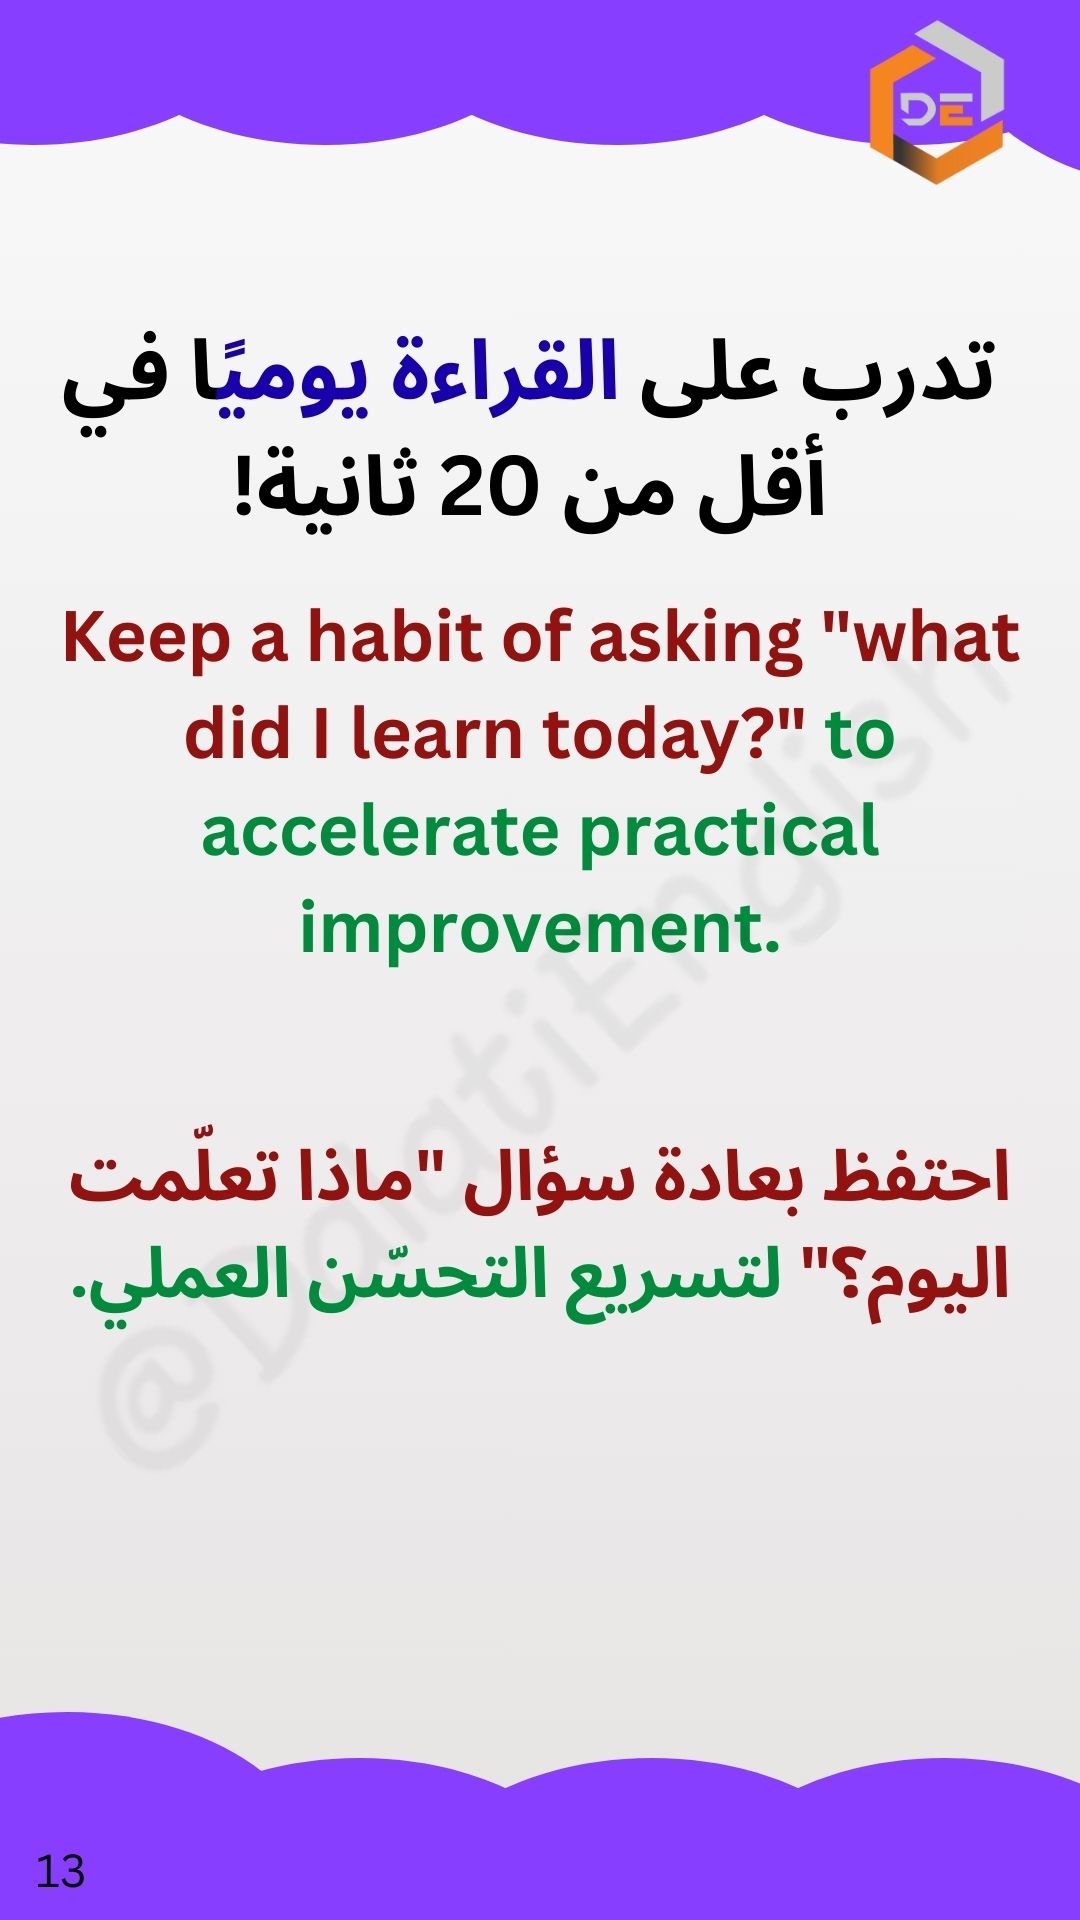 DE
تدرب على القراءة يوميًا في
أقل من 20 ثانية!
Keep a habit of asking "what
did I learn today?" to
accelerate practical
improvement.
احتفظ بعادة سؤال "ماذا تعلّمت
اليوم؟" لتسريع التحسّن العملي.
@DalatiEnglish
13